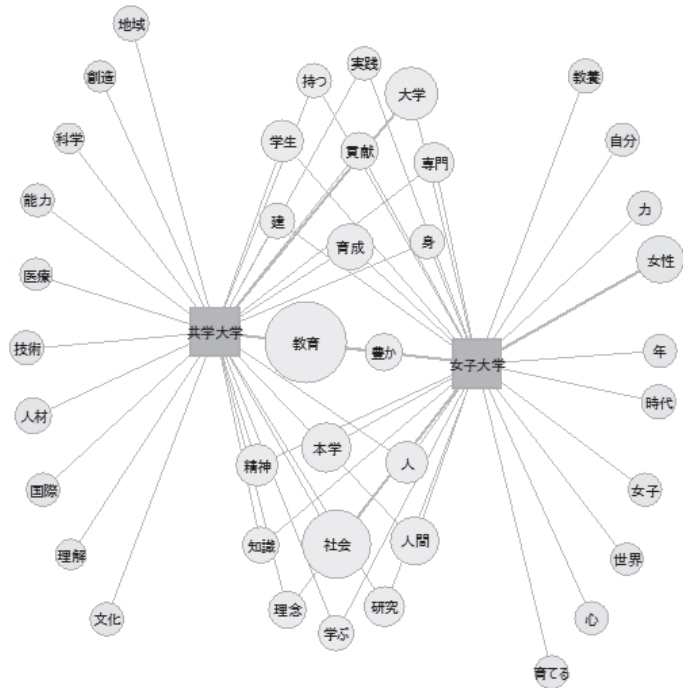 地域
創造
科学
能力
医療
技術
人材
国際
理解
文化
共学大学
持つ
実践
大学
学生
貢献
専門
建
育成
身
教育
豊か
本学
精神
人
知識
社会
人間
理念
研究
学ぶ
女子大学
教養
自分
力
女性
年
時代
女子
世界
心
育てる